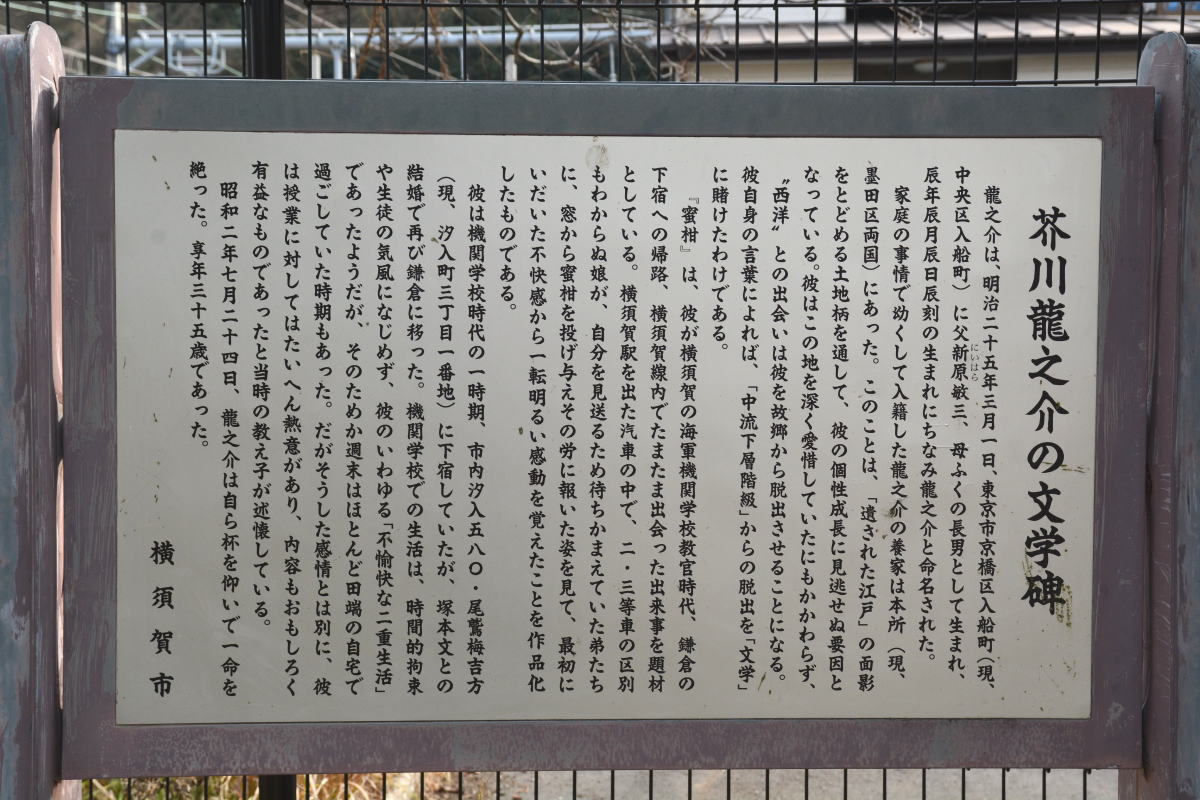 芥川龍之介の文学碑
龍之介は、明治二十五年三月一日、東京市京橋区入船町（現、
中央区入船町）に父新原敏三、母ふくの長男として生まれ、
にいはら
辰年辰月辰日辰刻の生まれにちなみ龍之介と命名された。
家庭の事情で幼くして入籍した龍之介の養家は本所（現、
墨田区両国）にあった。このことは、「遺された江戸」の面影
をとどめる土地柄を通して、彼の個性成長に見逃せぬ要因と
なっている。彼はこの地を深く愛惜していたにもかかわらず、
〝西洋〟との出会いは彼を故郷から脱出させることになる。
彼自身の言葉によれば、「中流下層階級」からの脱出を「文学」
に賭けたわけである。
『蜜柑』は、彼が横須賀の海軍機関学校教官時代、鎌倉の
下宿への帰路、横須賀線内でたまたま出会った出来事を題材
としている。横須賀駅を出た汽車の中で、二・三等車の区別
もわからぬ娘が、自分を見送るため待ちかまえていた弟たち
に、窓から蜜柑を投げ与えその労に報いた姿を見て、最初に
いだいた不快感から一転明るい感動を覚えたことを作品化
したものである。
彼は機関学校時代の一時期、市内汐入五八〇・尾鷲梅吉方
（現、汐入町三丁目一番地）に下宿していたが、塚本文との
結婚で再び鎌倉に移った。機関学校での生活は、時間的拘束
や生徒の気風になじめず、彼のいわゆる「不愉快な二重生活」
であったようだが、そのためか週末はほとんど田端の自宅で
過ごしていた時期もあった。だがそうした感情とは別に、彼
は授業に対してはたいへん熱意があり、内容もおもしろく
有益なものであったと当時の教え子が述懐している。
昭和二年七月二十四日、龍之介は自ら杯を仰いで一命を
絶った。享年三十五歳であった。
横須賀市